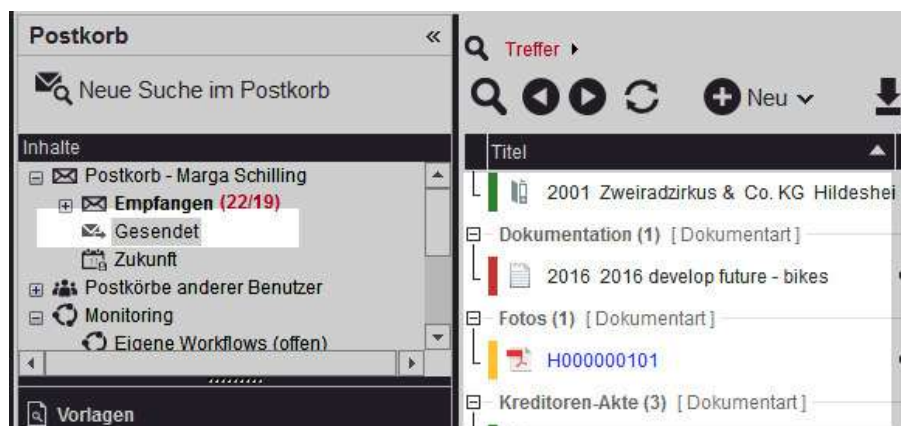 Postkorb «
Neue Suche im Postkorb
Inhalte
Postkorb - Marga Schilling
Empfangen (22/19)
Gesendet
Zukunft
Postkörbe anderer Benutzer
Monitoring
Eigene Workflows (offen)
Vorlagen
Treffer
Neu
Titel
2001 Zweiradzirkus & Co. KG Hildeshei
Dokumentation (1) [Dokumentart]
2016 2016 develop future - bikes
Fotos (1) [Dokumentart]
H000000101
Kreditoren-Akte (3) [Dokumentart]